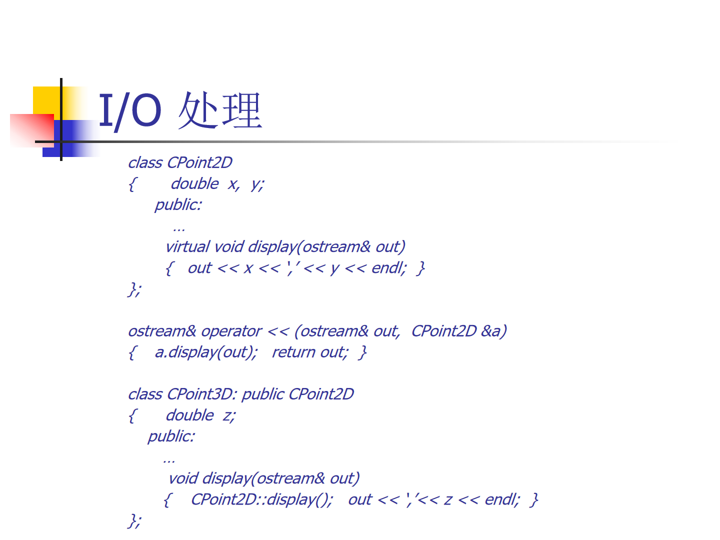 I/O 处理
class CPoint2D
{ double x, y;
public:
…
virtual void display(ostream& out)
{ out << x << ‘,’ << y << endl; }
};
ostream& operator << (ostream& out, CPoint2D &a)
{ a.display(out); return out; }
class CPoint3D: public CPoint2D
{ double z;
public:
…
void display(ostream& out)
{ CPoint2D::display(); out << ‘,’<< z << endl; }
};